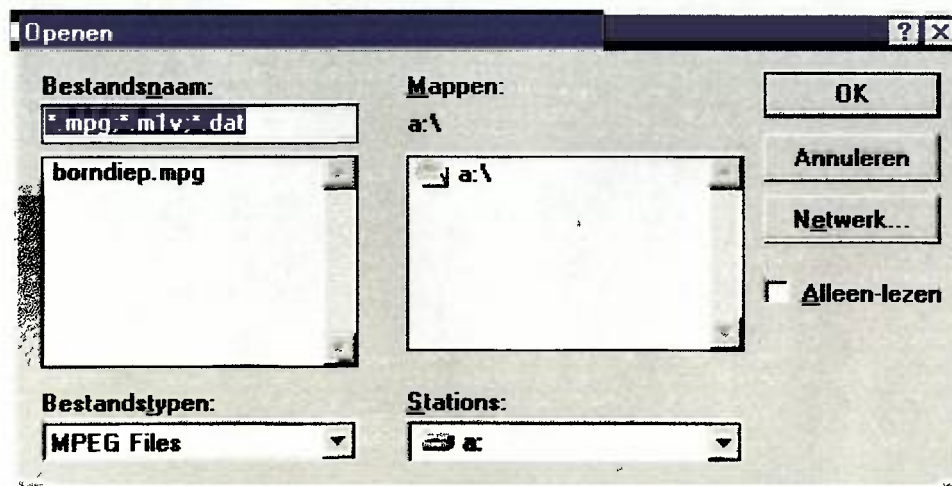 Openen
Bestandsnaam:
*.mpg;*.m1v;*.dat
borndiep.mpg
Bestandstypen:
MPEG Files
Mappen:
a:\
a:\
Stations:
a:
OK
Annuleren
Netwerk...
Alleen-lezen